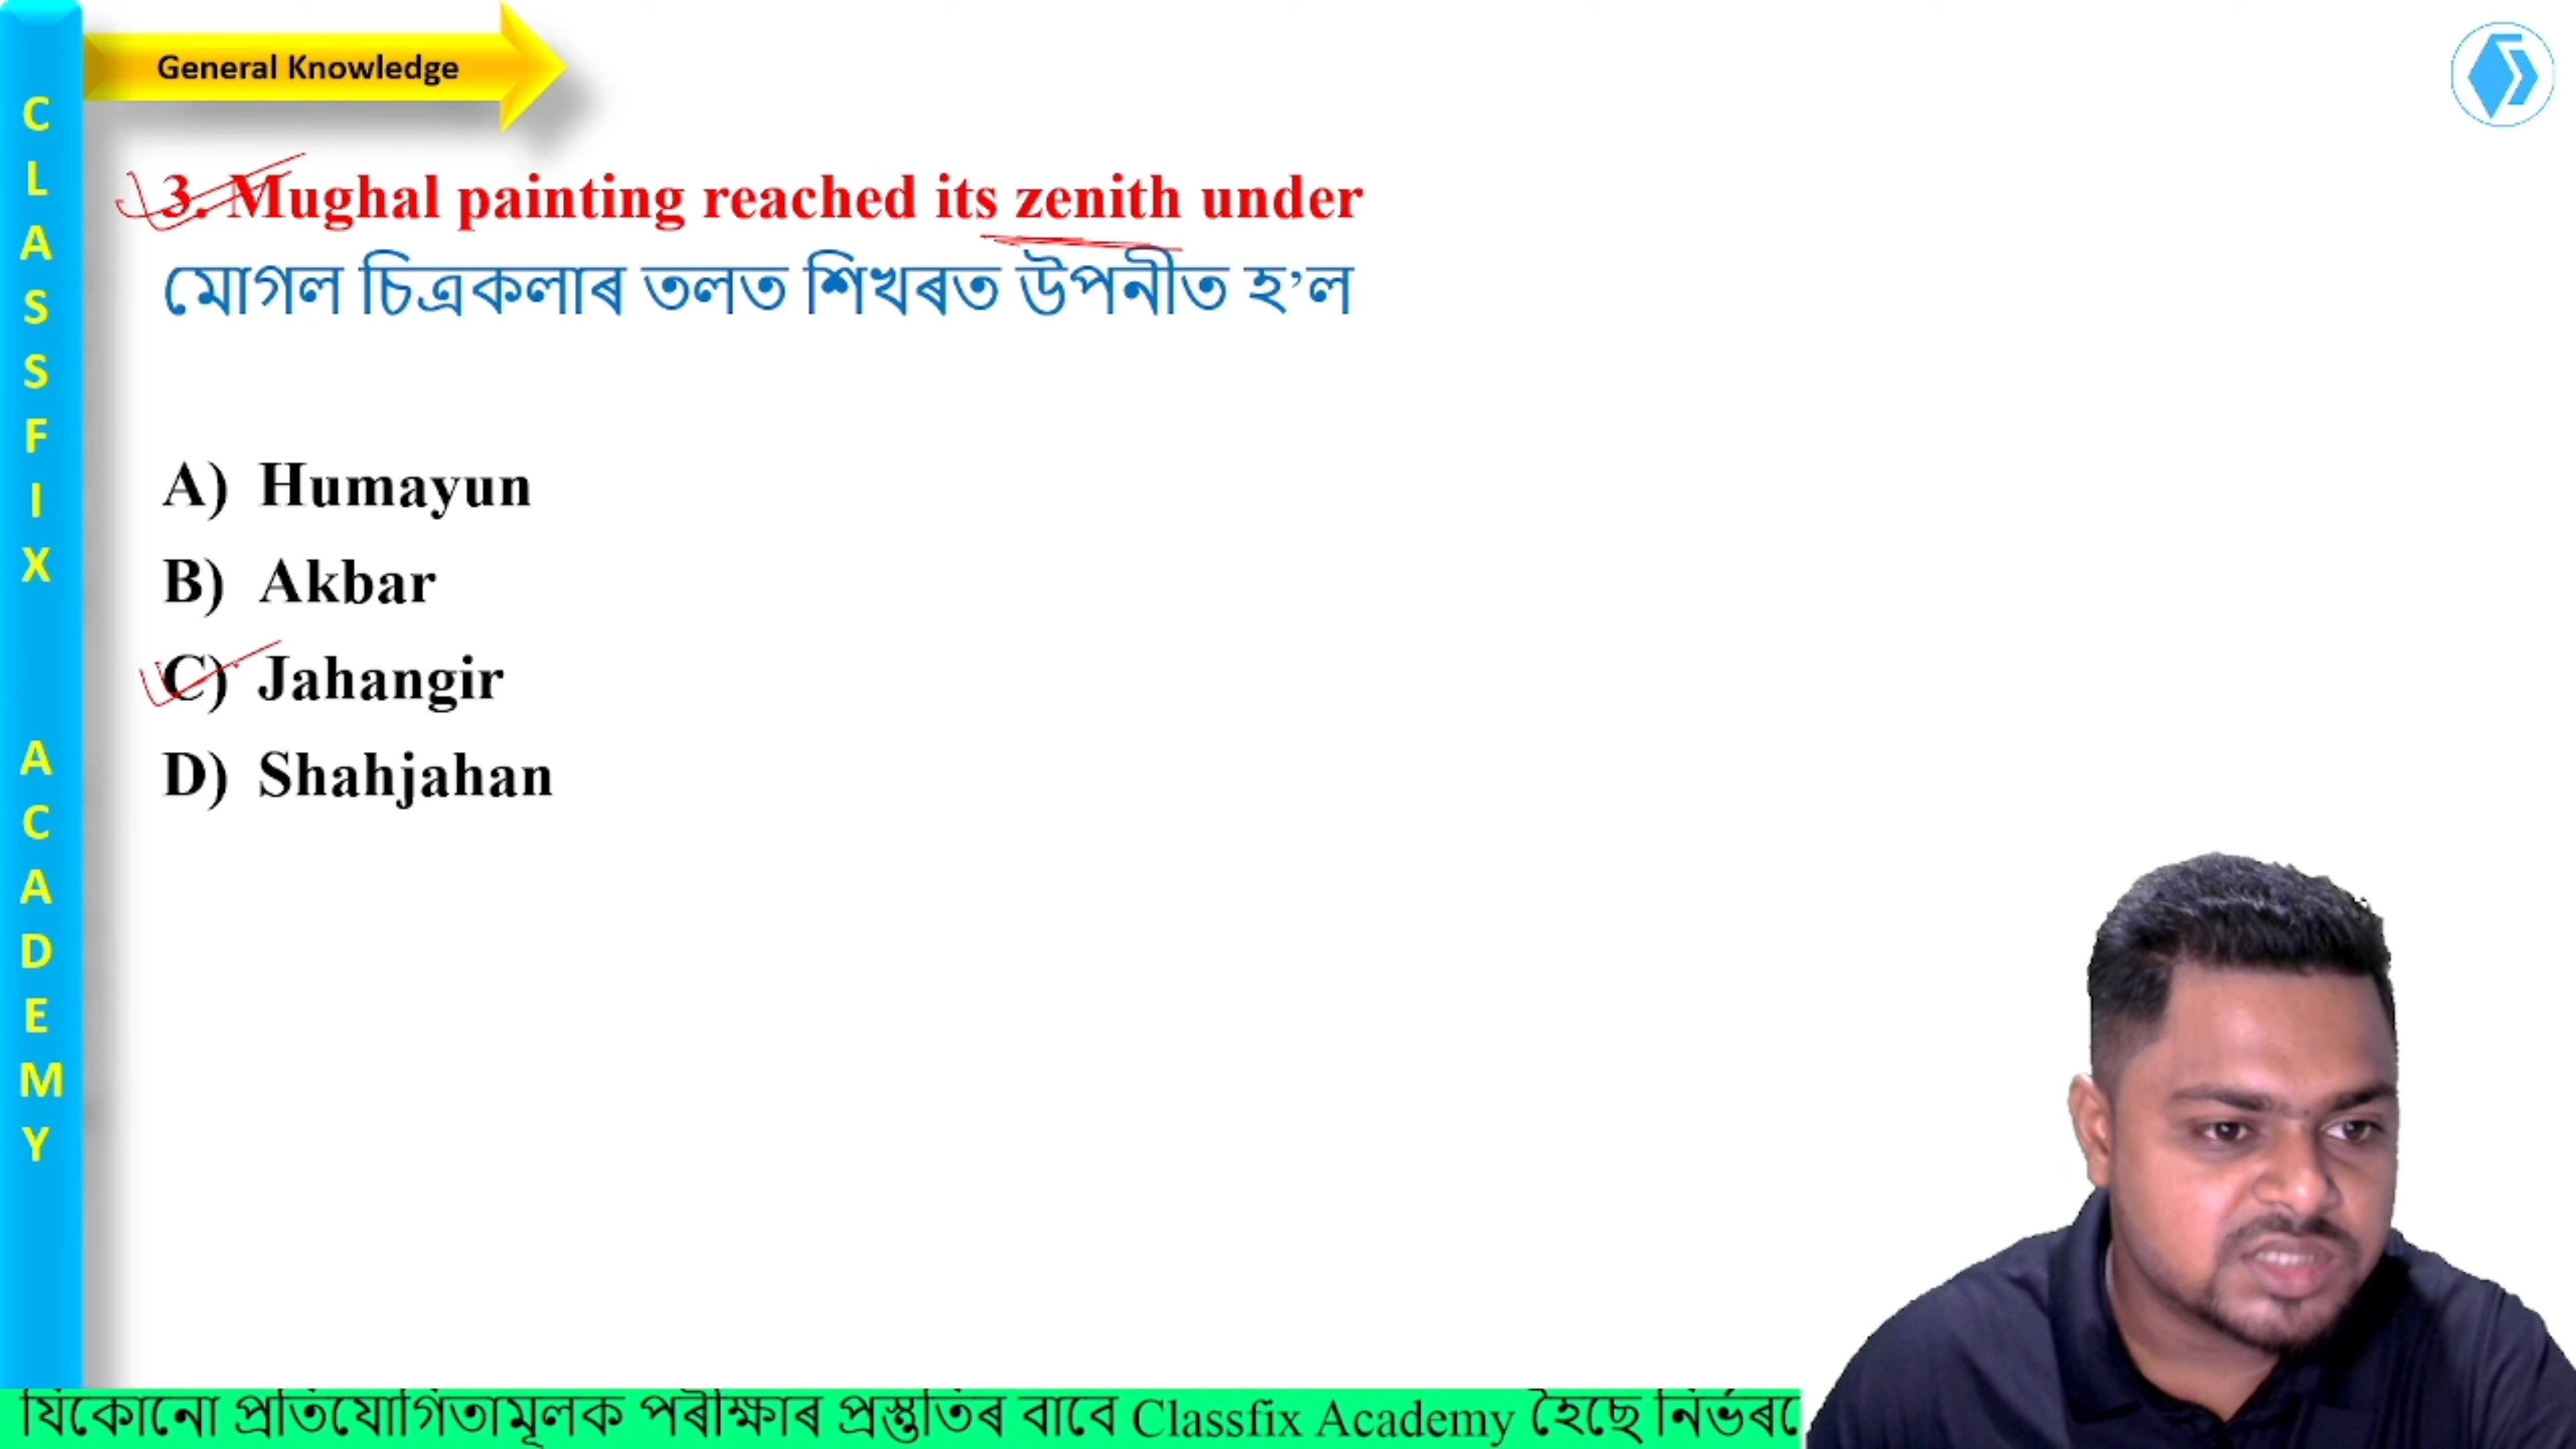 General Knowledge
CLASSFIX ACADEMY
3. Mughal painting reached its zenith under
মোগল চিত্ৰকলাৰ তলত শিখৰত উপনীত হ’ল
A) Humayun
B) Akbar
C) Jahangir
D) Shahjahan
যিকোনো প্ৰতিযোগিতামূলক পৰীক্ষাৰ প্ৰস্তুতিৰ বাবে Classfix Academy হৈছে